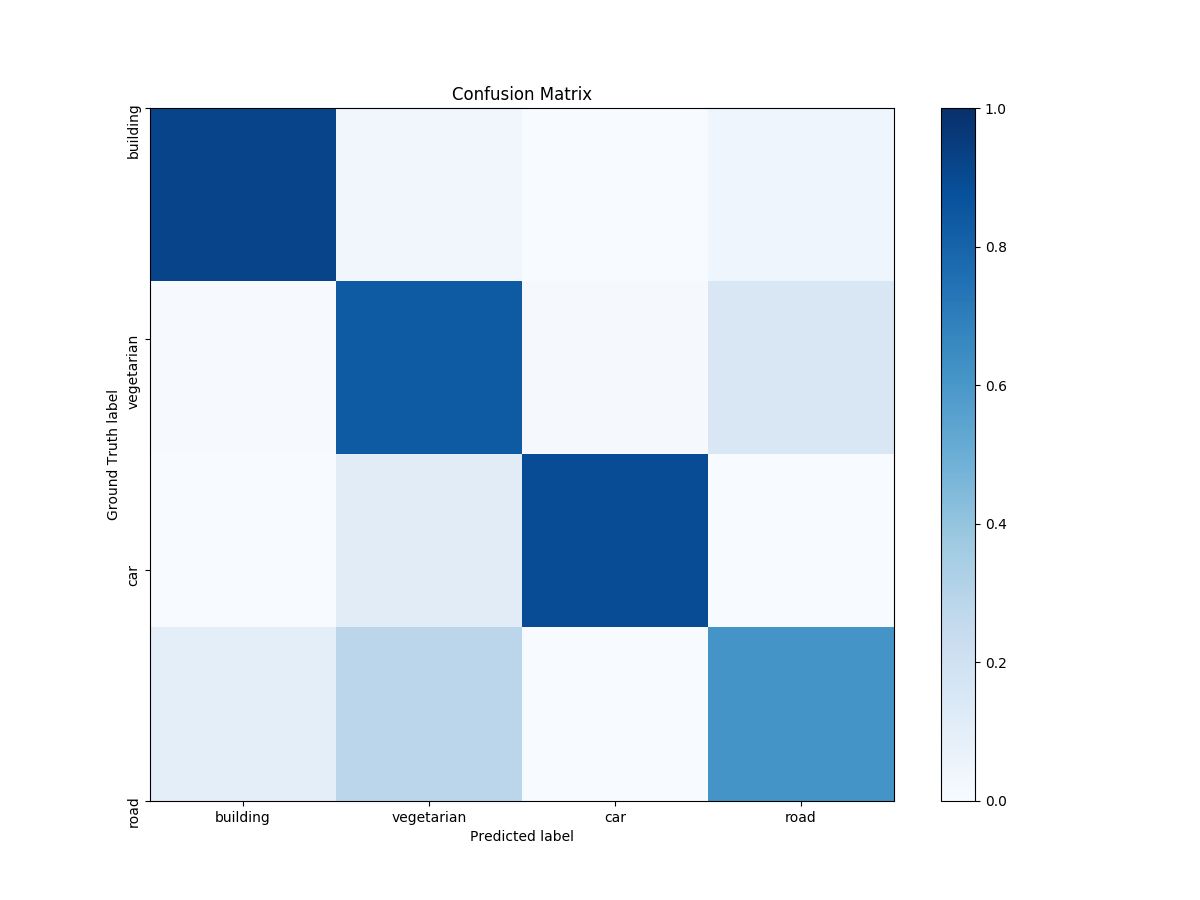 Confusion Matrix
Ground Truth label
building
vegetarian
car
road
building vegetarian car road
Predicted label
1.0
0.8
0.6
0.4
0.2
0.0